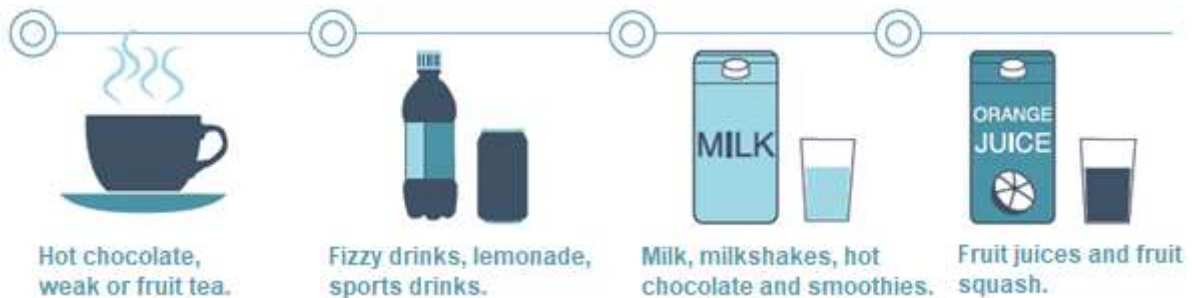 MILK
ORANGE
JUICE
Hot chocolate,
weak or fruit tea.
Fizzy drinks, lemonade,
sports drinks.
Milk, milkshakes, hot
chocolate and smoothies.
Fruit juices and fruit
squash.